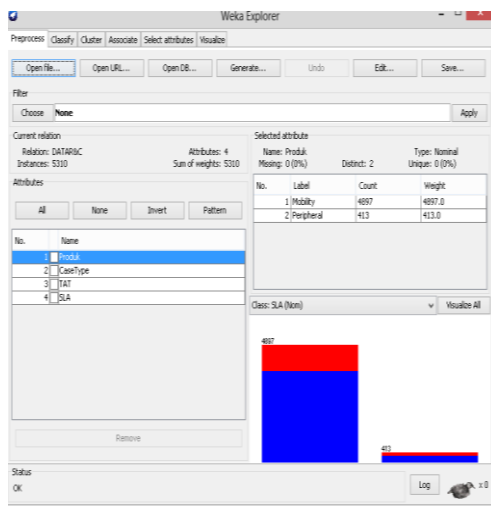 Weka Explorer
Preprocess Classify Cluster Associate Select attributes Visualize
Open file... Open URL... Open DB... Generate... Undo Edit... Save...
Filter
Choose None Apply
Current relation
Relation: DATAR&C Attributes: 4
Instances: 5310 Sum of weights: 5310
Attributes
All None Invert Pattern
No. Name
1 Produk
2 CaseType
3 TAT
4 SLA
Remove
Selected attribute
Name: Produk Type: Nominal
Missing: 0 (0%) Distinct: 2 Unique: 0 (0%)
No. Label Count Weight
1 Mobility 4897 4897.0
2 Peripheral 413 413.0
Class: SLA (Nom) Visualize All
4897
413
Status
OK Log x 0